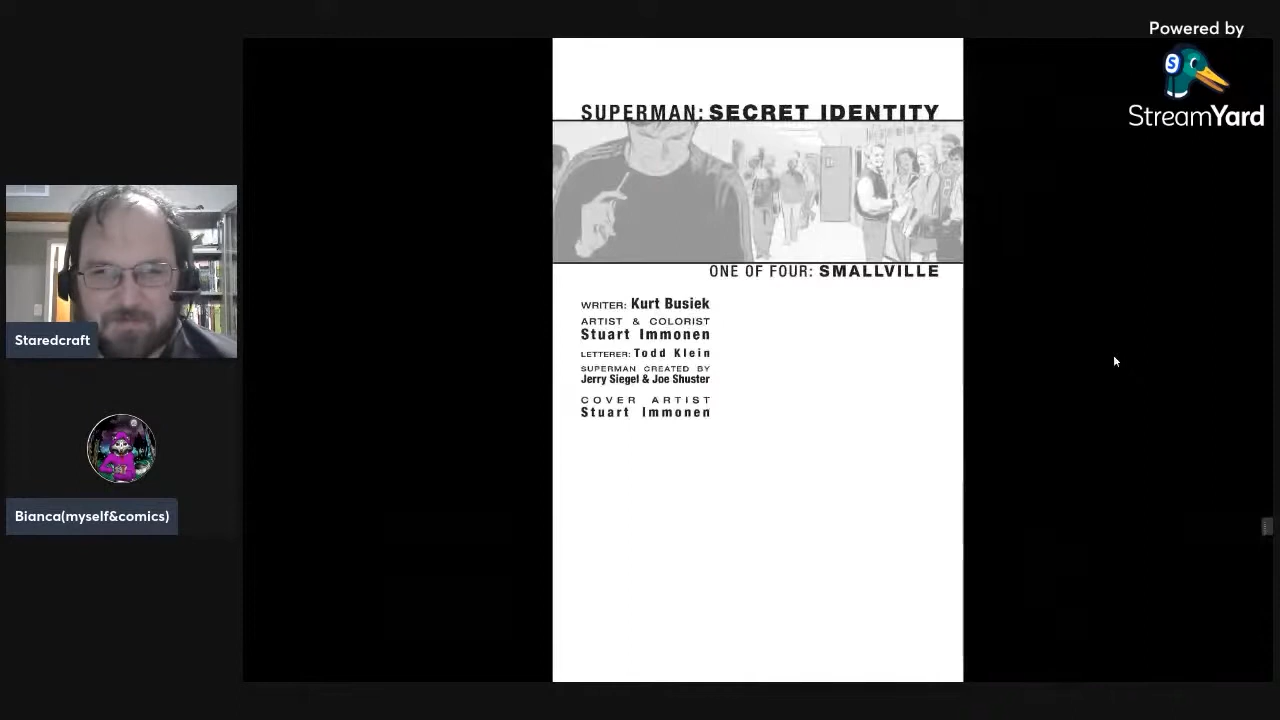 Powered by
StreamYard
SUPERMAN: SECRET IDENTITY
ONE OF FOUR: SMALLVILLE
WRITER: Kurt Busiek
ARTIST & COLORIST
Stuart Immonen
LETTERER: Todd Klein
SUPERMAN CREATED BY
Jerry Siegel & Joe Shuster
COVER ARTIST
Stuart Immonen
Staredcraft
Bianca(myself&comics)